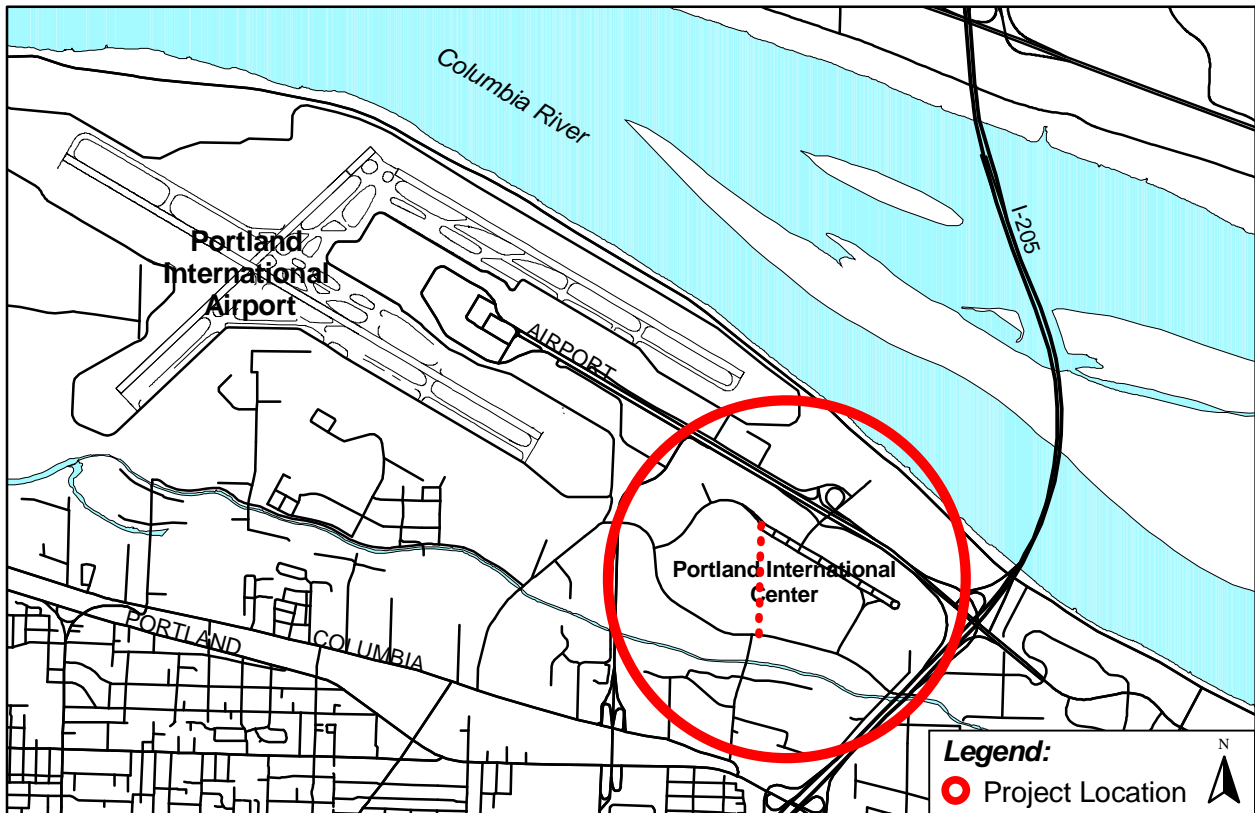 Columbia River
I-205
Portland
International
Airport
AIRPORT
Portland International
Center
PORTLAND
COLUMBIA
Legend:
Project Location
N